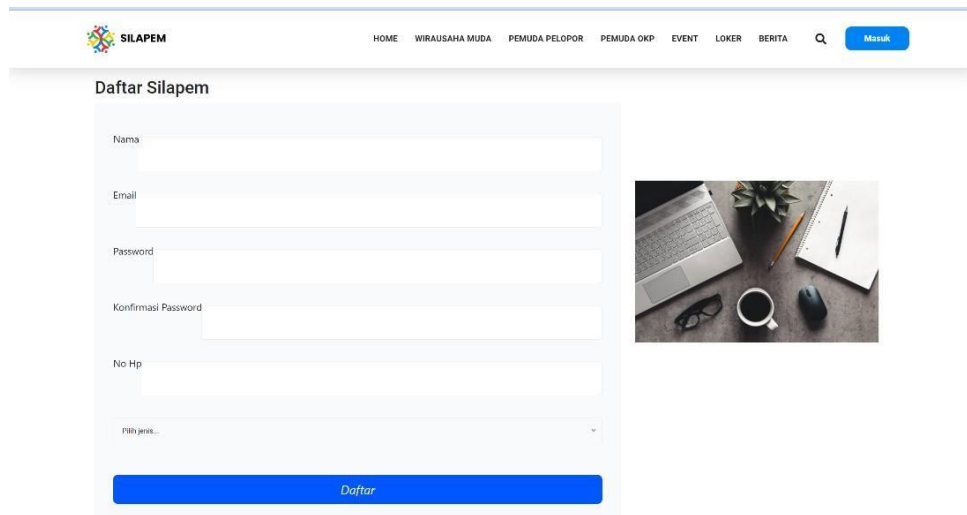 SILAPEM
HOME WIRAUSAHA MUDA PEMUDA PELOPOR PEMUDA OKP EVENT LOKER BERITA Masuk
Daftar Silapem
Nama
Email
Password
Konfirmasi Password
No Hp
Pilih jenis...
Daftar